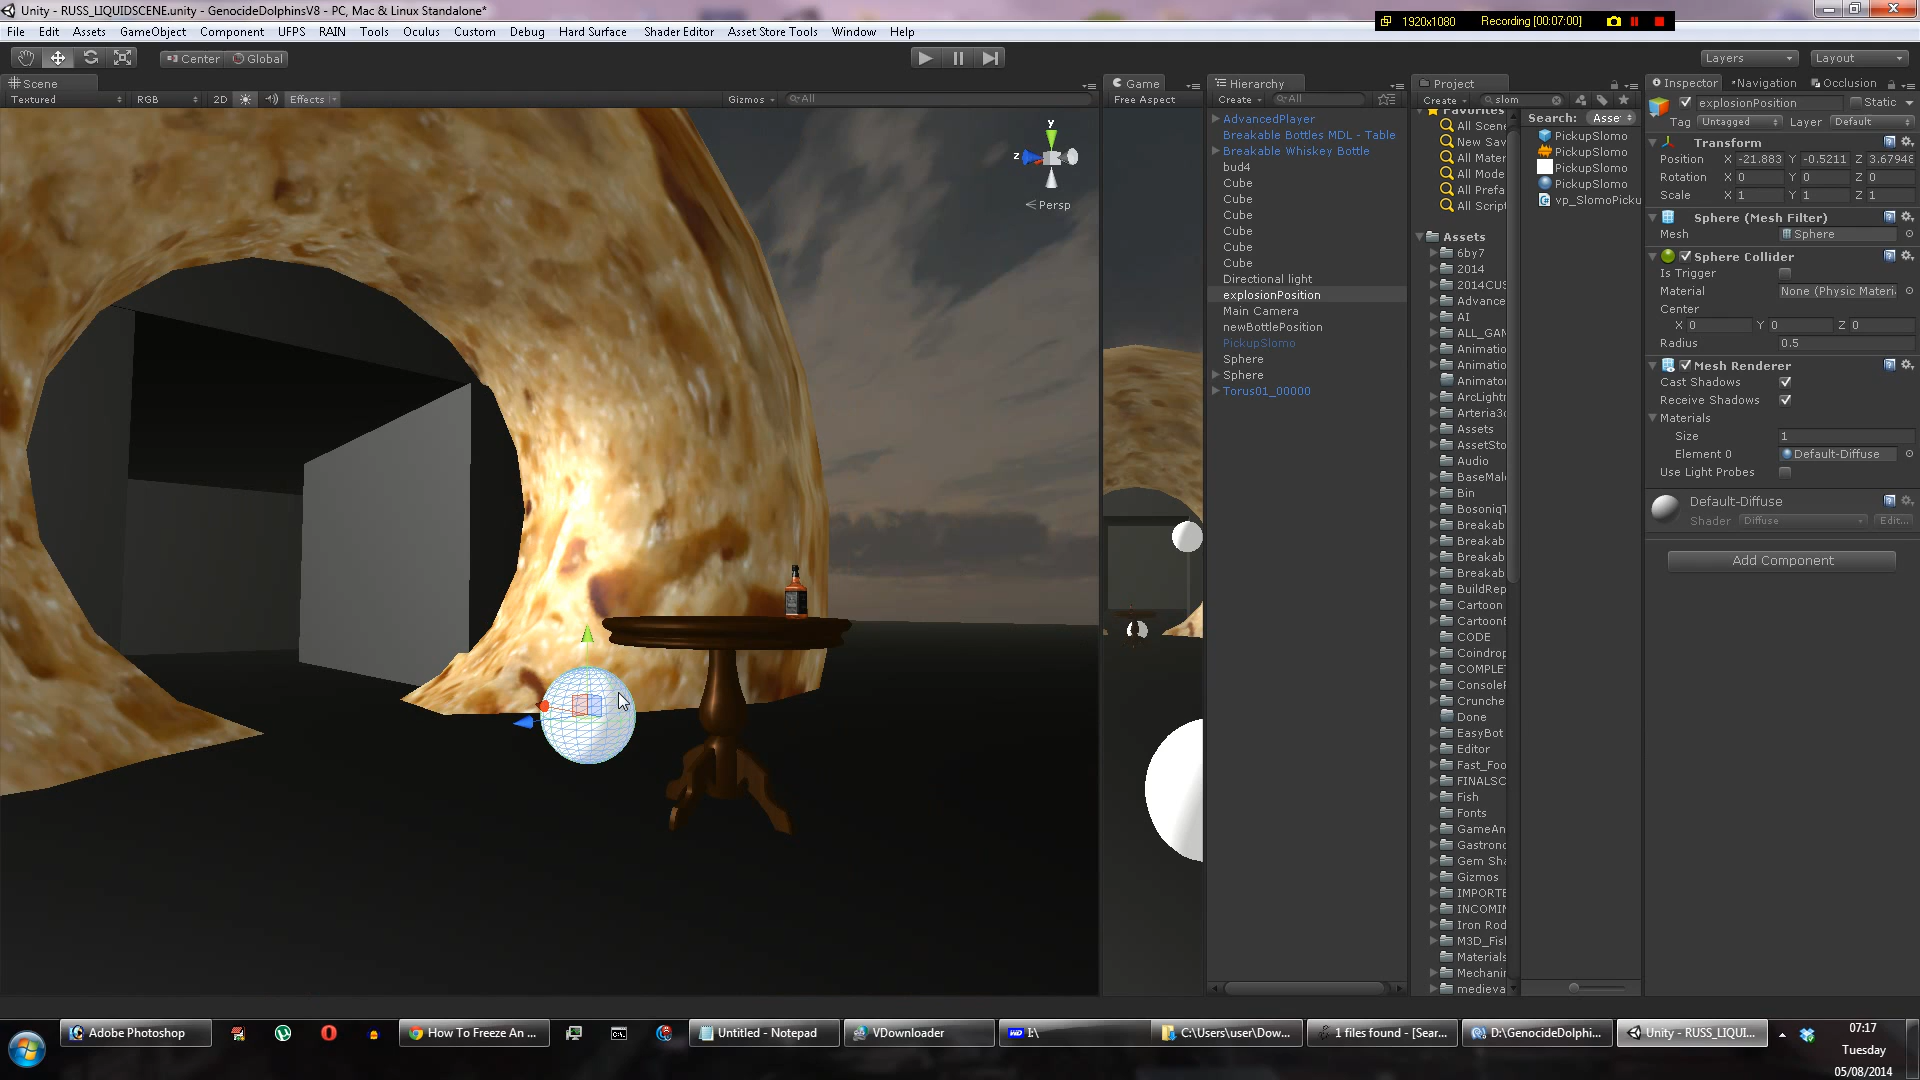 Unity - RUSS_LIQUIDSCENE.unity - GenocideDolphinsV8 - PC, Mac & Linux Standalone*
1920x1080 Recording [00:07:00]
File Edit Assets GameObject Component UFPS RAIN Tools Oculus Custom Debug Hard Surface Shader Editor Asset Store Tools Window Help
Center Global
Layers Layout
Scene
Textured RGB 2D Effects Gizmos All
y
z
Persp
Game
Free Aspect
Hierarchy
Create All
AdvancedPlayer
Breakable Bottles MDL - Table
Breakable Whiskey Bottle
bud4
Cube
Cube
Cube
Cube
Cube
Cube
Directional light
explosionPosition
Main Camera
newBottlePosition
PickupSlomo
Sphere
Sphere
Torus01_00000
Project
Create slom
Favorites
All Scene
New Sav
All Mater
All Mode
All Prefa
All Script
Assets
6by7
2014
2014CUS
Advance
AI
ALL_GAN
Animatio
Animatio
Animator
ArcLight
Arteria3
Assets
AssetSto
Audio
BaseMal
Bin
BosoniqT
Breakab
Breakab
Breakab
Breakab
BuildRep
Cartoon
CartoonE
CODE
Coindrop
COMPLET
ConsoleF
Crunche
Done
EasyBot
Editor
Fast_Foo
FINALSC
Fish
Fonts
GameAn
Gastrono
Gem Sha
Gizmos
IMPORTE
INCOMIN
Iron Rod
M3D_Fis
Materials
Mechanin
medieva
Search: Asse
PickupSlomo
PickupSlomo
PickupSlomo
PickupSlomo
vp_SlomoPicku
Inspector Navigation Occlusion
explosionPosition Static
Tag Untagged Layer Default
Transform
Position X -21.883 Y -0.5211 Z 3.67948
Rotation X 0 Y 0 Z 0
Scale X 1 Y 1 Z 1
Sphere (Mesh Filter)
Mesh Sphere
Sphere Collider
Is Trigger
Material None (Physic Materi
Center
X 0 Y 0 Z 0
Radius 0.5
Mesh Renderer
Cast Shadows
Receive Shadows
Materials
Size 1
Element 0 Default-Diffuse
Use Light Probes
Default-Diffuse
Shader Diffuse Edit...
Add Component
Adobe Photoshop
How To Freeze An ...
Untitled - Notepad
VDownloader
I:\
C:\Users\user\Dow...
1 files found - [Sear...
D:\GenocideDolphi...
Unity - RUSS_LIQUI...
07:17
Tuesday
05/08/2014